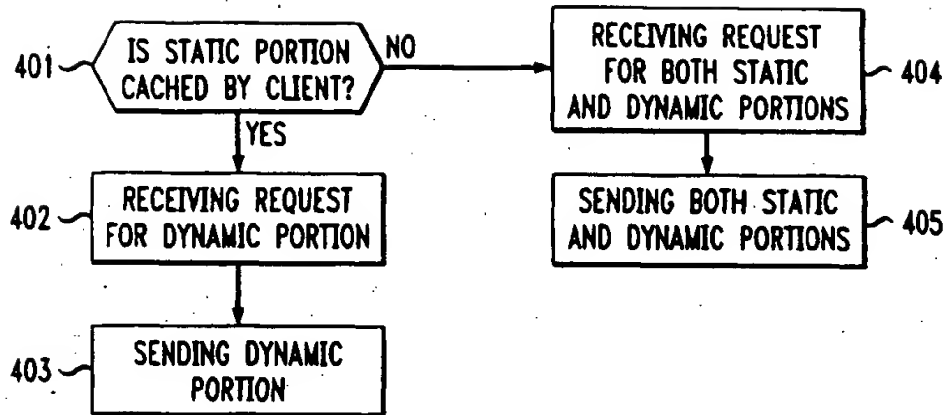 401
IS STATIC PORTION
CACHED BY CLIENT?
NO
YES
RECEIVING REQUEST
FOR BOTH STATIC
AND DYNAMIC PORTIONS
404
402
RECEIVING REQUEST
FOR DYNAMIC PORTION
SENDING BOTH STATIC
AND DYNAMIC PORTIONS
405
403
SENDING DYNAMIC
PORTION